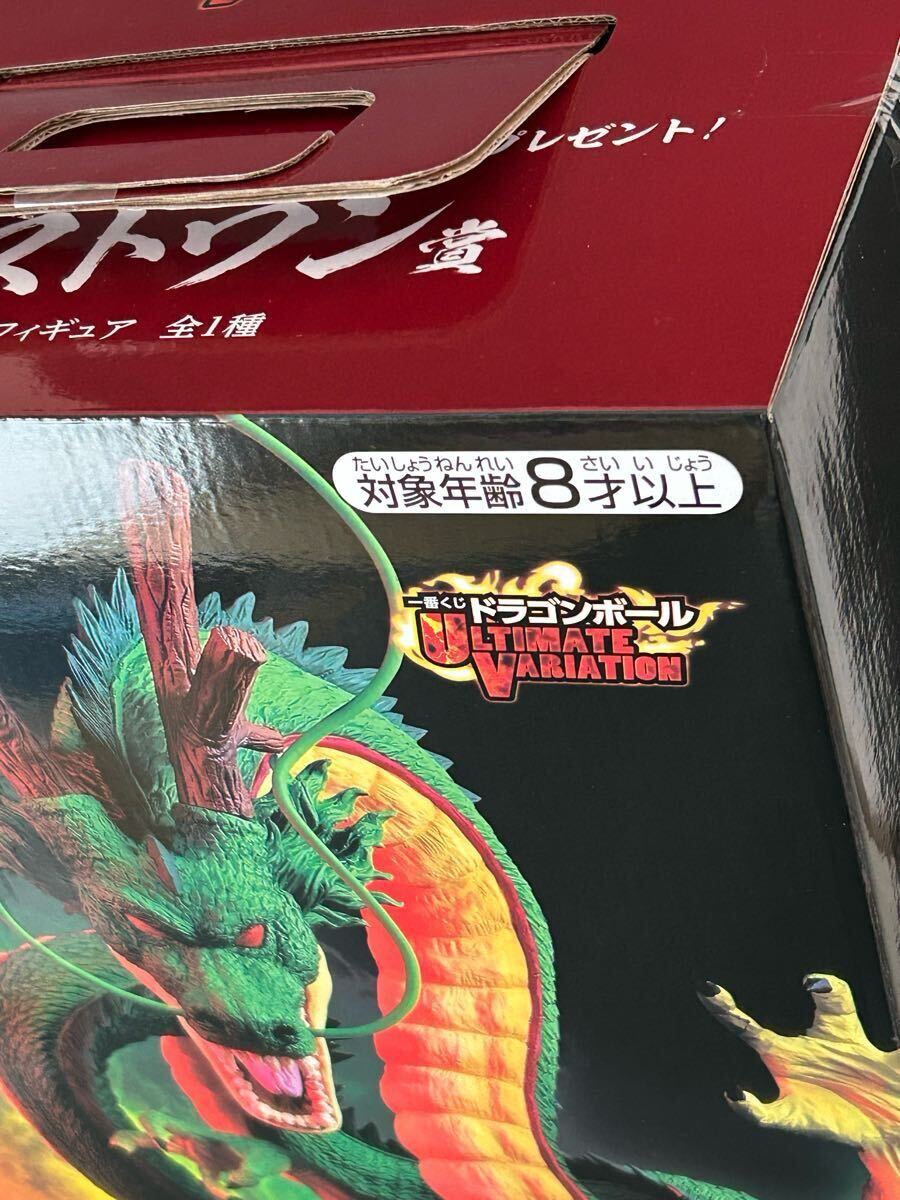 プレゼント!
ストワン賞
フィギュア 全1種
たいしょうねんれい さいいじょう
対象年齢8才以上
一番くじ ドラゴンボール
ULTIMATE
VARIATION